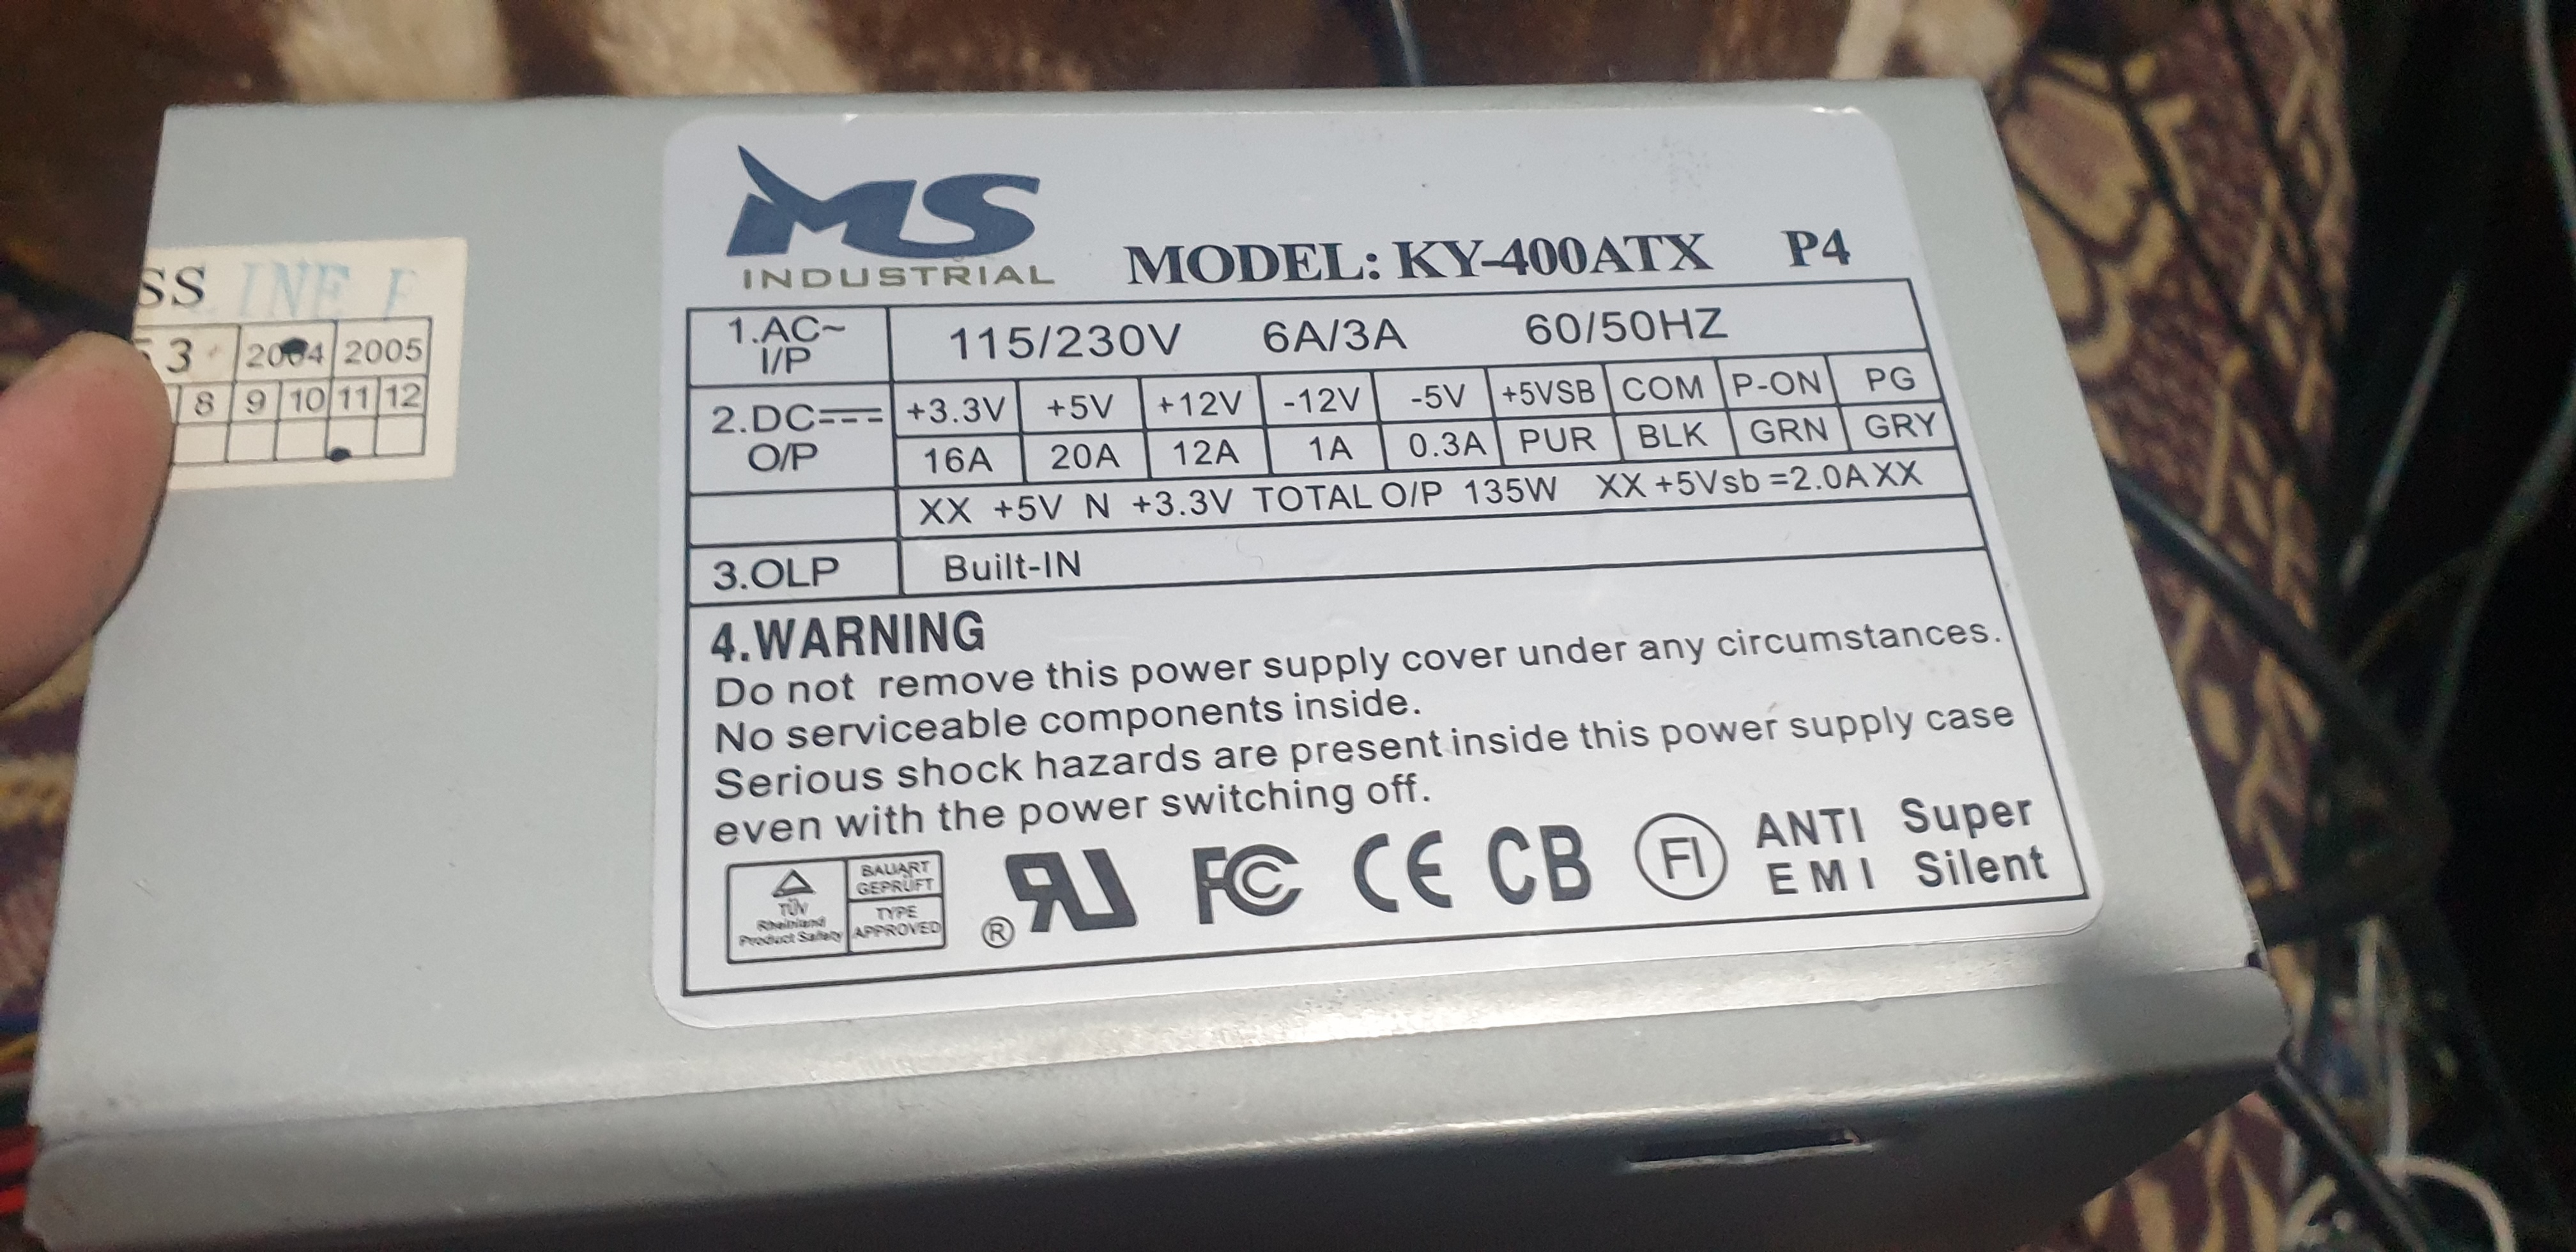 SS INE
3 2004 2005
8 9 10 11 12
MS
INDUSTRIAL
MODEL: KY-400ATX P4
1.AC~ I/P 115/230V 6A/3A 60/50HZ
2.DC O/P +3.3V +5V +12V -12V -5V +5VSB COM P-ON PG
16A 20A 12A 1A 0.3A PUR BLK GRN GRY
XX +5V N +3.3V TOTAL O/P 135W XX +5Vsb =2.0A XX
3.OLP Built-IN
4.WARNING
Do not remove this power supply cover under any circumstances.
No serviceable components inside.
Serious shock hazards are present inside this power supply case
even with the power switching off.
TÜV
Rheinland
Product Safety
BAUART
GEPRÜFT
TYPE
APPROVED
® RU FC CE CB FI
ANTI
EMI
Super
Silent